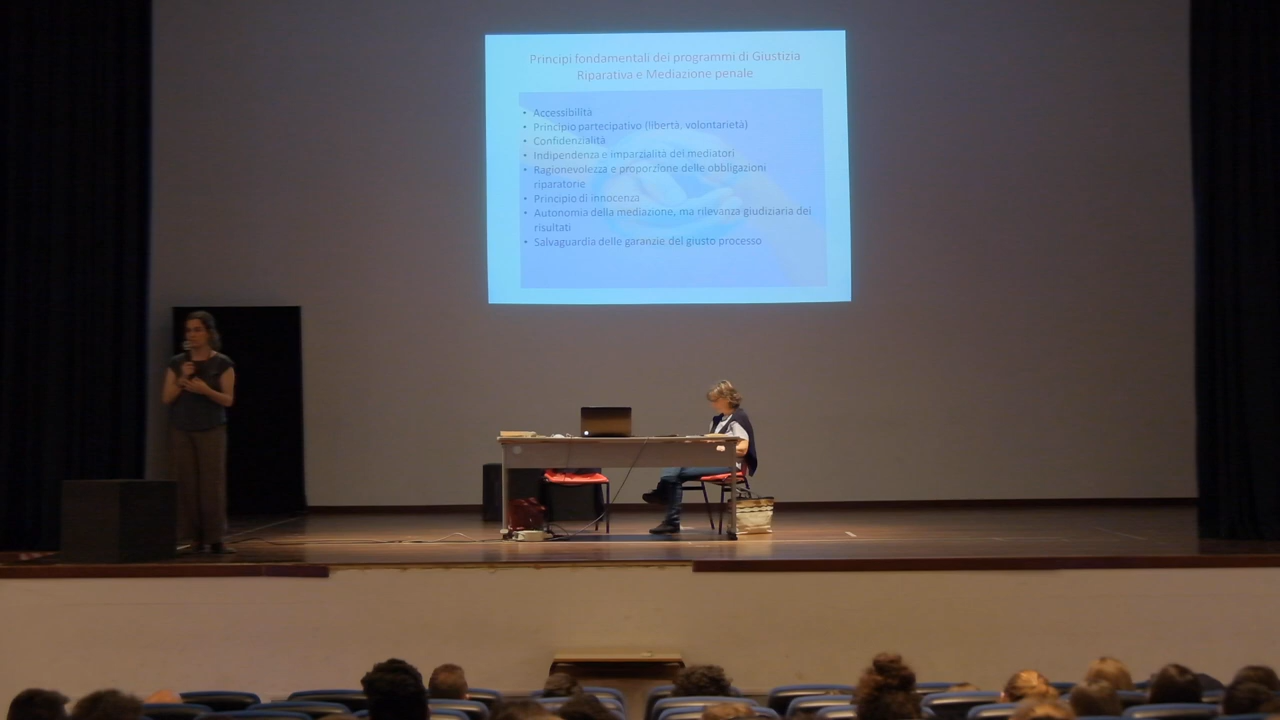 Principi fondamentali dei programmi di Giustizia
Riparativa e Mediazione penale
• Accessibilità
• Principio partecipativo (libertà, volontarietà)
• Confidenzialità
• Indipendenza e imparzialità dei mediatori
• Ragionevolezza e proporzione delle obbligazioni
riparatorie
• Principio di innocenza
• Autonomia della mediazione, ma rilevanza giudiziaria dei
risultati
• Salvaguardia delle garanzie del giusto processo